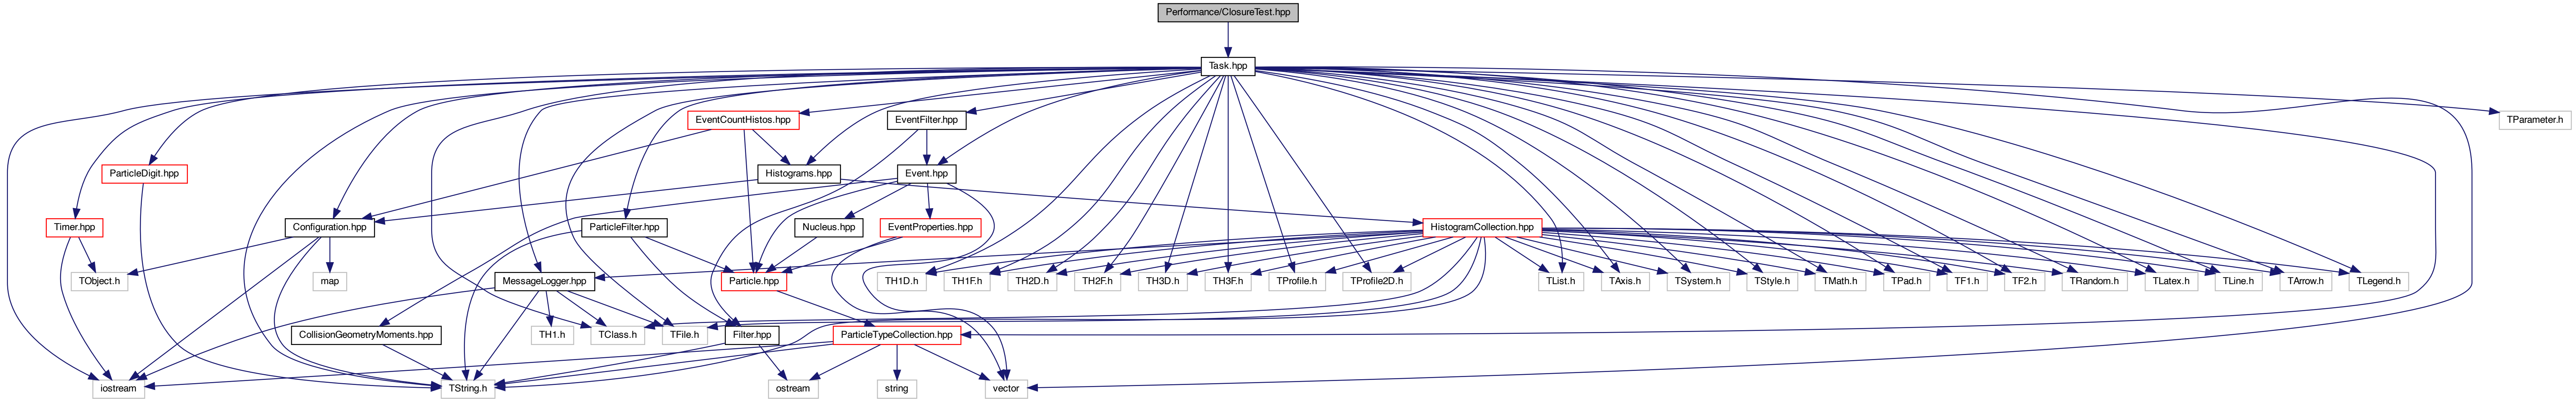 Performance/ClosureTest.hpp
Task.hpp
EventCountHistos.hpp
EventFilter.hpp
TParameter.h
ParticleDigit.hpp
Histograms.hpp
Event.hpp
Timer.hpp
Configuration.hpp
ParticleFilter.hpp
Nucleus.hpp
EventProperties.hpp
HistogramCollection.hpp
TObject.h
map
MessageLogger.hpp
Particle.hpp
TH1D.h
TH1F.h
TH2D.h
TH2F.h
TH3D.h
TH3F.h
TProfile.h
TProfile2D.h
TList.h
TAxis.h
TSystem.h
TStyle.h
TMath.h
TPad.h
TF1.h
TF2.h
TRandom.h
TLatex.h
TLine.h
TArrow.h
TLegend.h
CollisionGeometryMoments.hpp
TH1.h
TClass.h
TFile.h
Filter.hpp
ParticleTypeCollection.hpp
iostream
TString.h
ostream
string
vector